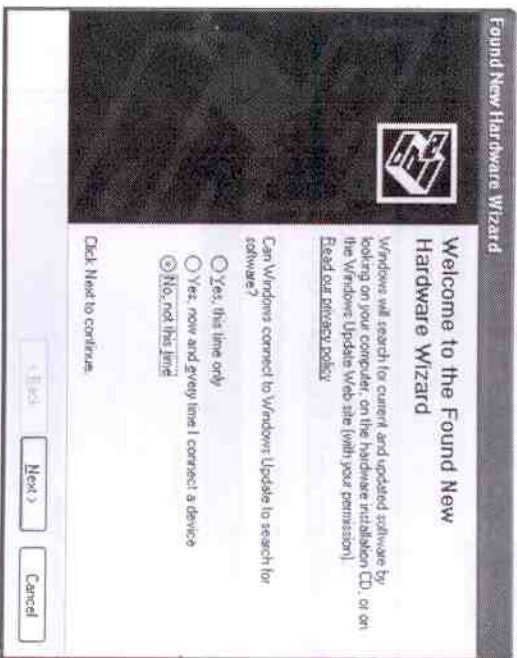 Found New Hardware Wizard
Welcome to the Found New
Hardware Wizard
Windows will search for current and updated software by
looking on your computer, on the hardware installation CD, or on
the Windows Update Web site (with your permission).
Read our privacy policy
Can Windows connect to Windows Update to search for
software?
Yes, this time only
Yes, now and every time I connect a device
No, not this time
Click Next to continue.
< Back
Next >
Cancel